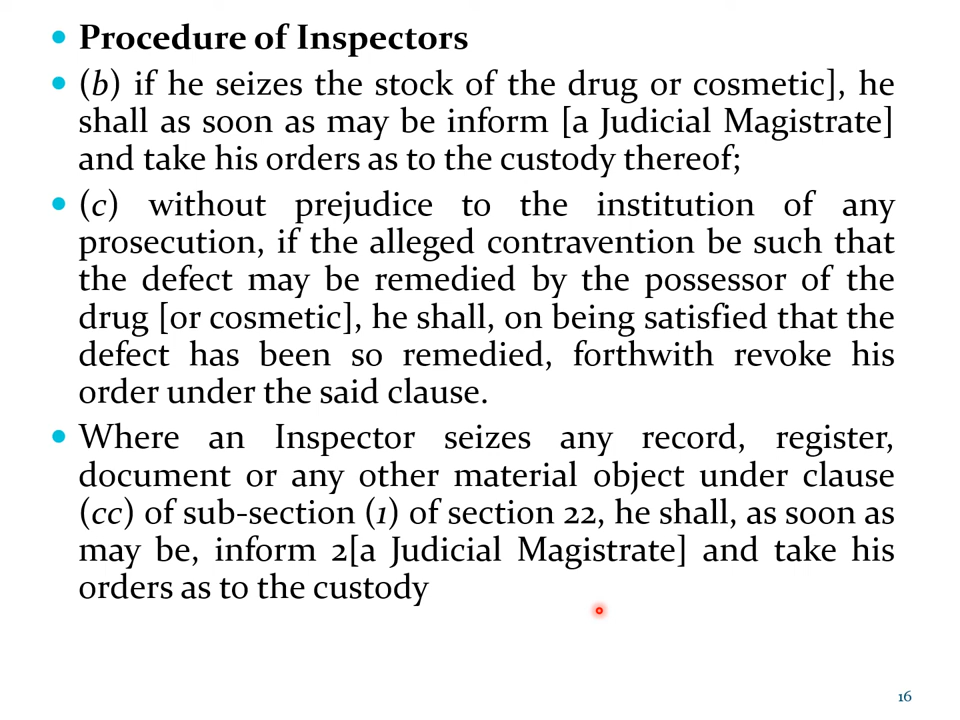 Procedure of Inspectors
(b) if he seizes the stock of the drug or cosmetic], he
shall as soon as may be inform [a Judicial Magistrate]
and take his orders as to the custody thereof;
(c) without prejudice to the institution of any
prosecution, if the alleged contravention be such that
the defect may be remedied by the possessor of the
drug [or cosmetic], he shall, on being satisfied that the
defect has been so remedied, forthwith revoke his
order under the said clause.
Where an Inspector seizes any record, register,
document or any other material object under clause
(cc) of sub-section (1) of section 22, he shall, as soon as
may be, inform 2[a Judicial Magistrate] and take his
orders as to the custody
16